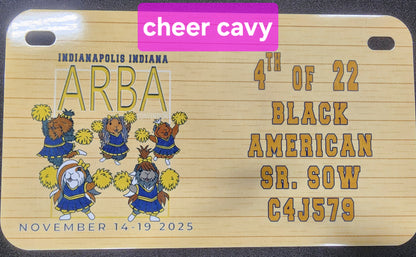 cheer cavy
INDIANAPOLIS INDIANA
ARBA
NOVEMBER 14-19 2025
4TH OF 22
BLACK
AMERICAN
SR. SOW
C4J579